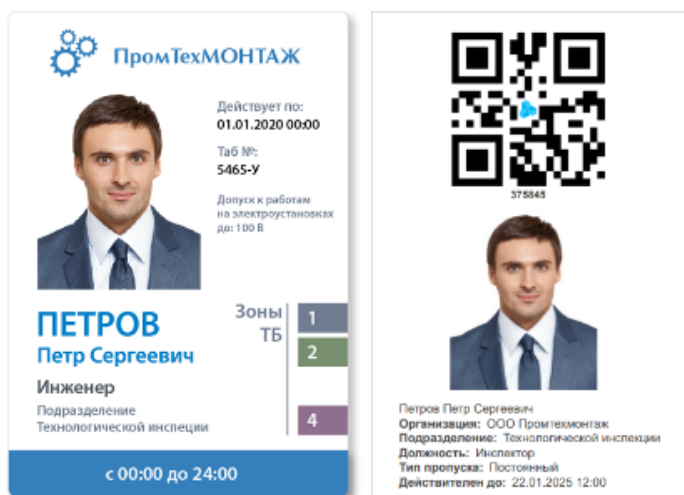 ПромТехМОНТАЖ
Действует по:
01.01.2020 00:00
Таб №:
5465-У
Допуск к работам
на электроустановках
до: 100 В
ПЕТРОВ
Петр Сергеевич
Инженер
Подразделение
Технологической инспеции
Зоны
ТБ
1
2
4
с 00:00 до 24:00
375845
Петров Петр Сергеевич
Организация: ООО Промтехмонтаж
Подразделение: Технологической инспекции
Должность: Инспектор
Тип пропуска: Постоянный
Действителен до: 22.01.2025 12:00